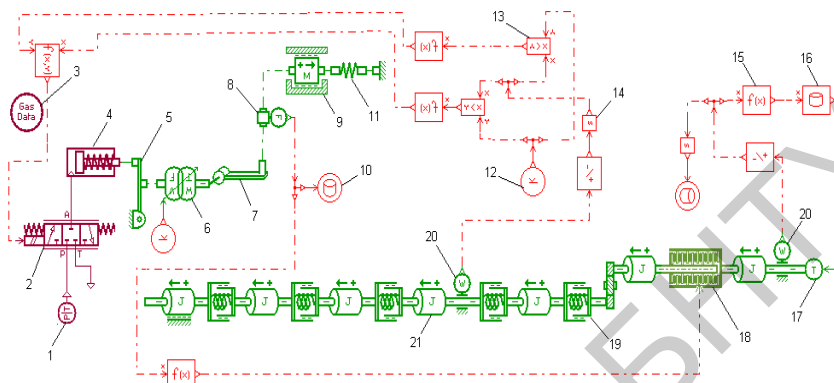 13
Y
X
f(x,y)
f(x)
X
Y>X
Y
X
3
Gas
Data
4
5
8
F
M
9
11
f(x)
X
Y<X
X
Y
14
s
-/+
15
f(x)
X
16
X
s
-/+
12
K
10
6
7
K
A
P
T
2
1
P/T
20
W
20
W
J
J
J
J
J
J
J
T
17
18
19
21
X
f(x)
БНТУ